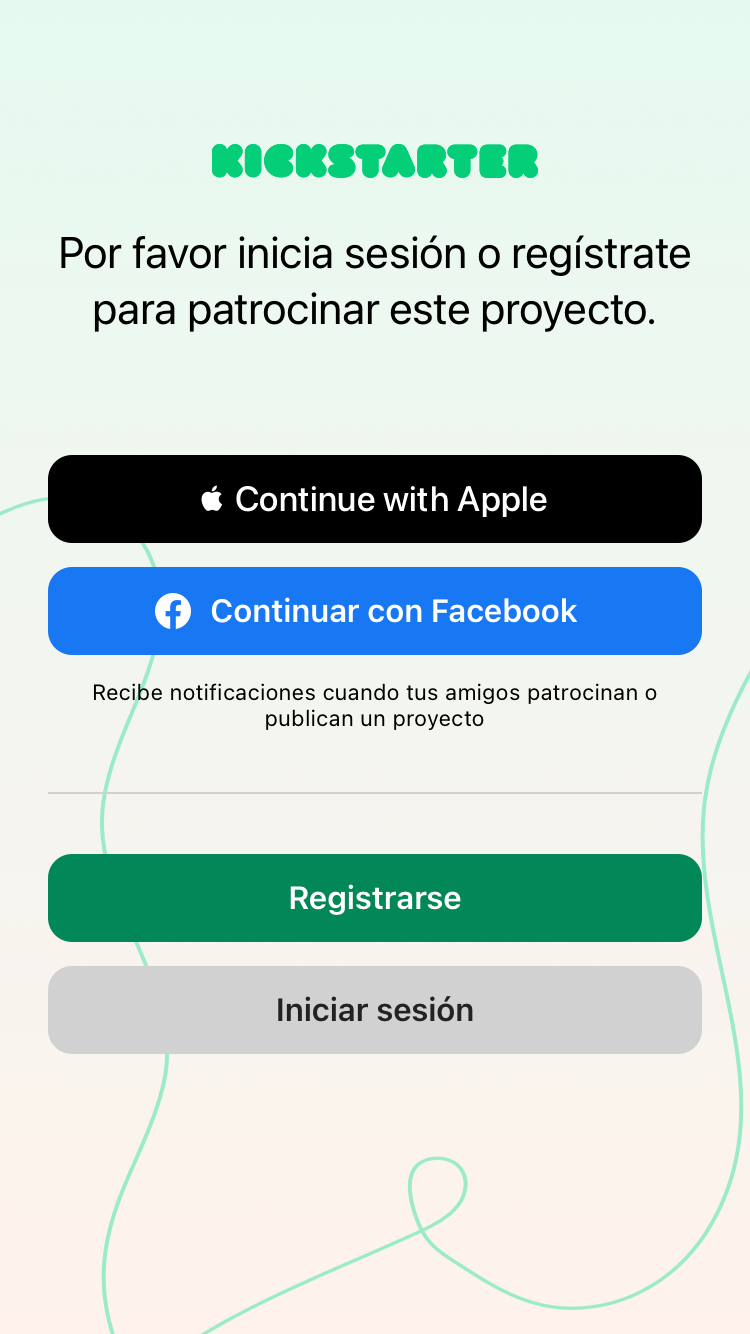 KICKSTARTER
Por favor inicia sesión o regístrate
para patrocinar este proyecto.
Continue with Apple
Continuar con Facebook
Recibe notificaciones cuando tus amigos patrocinan o
publican un proyecto
Registrarse
Iniciar sesión